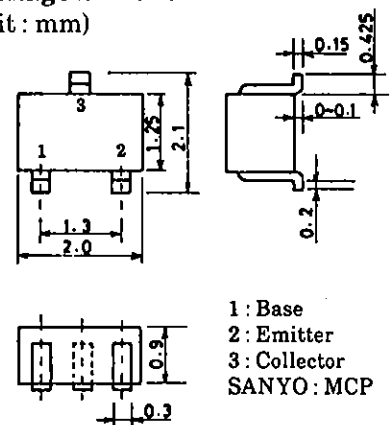 it : mm)
0.15
0.425
3
1.25
2.1
0~0.1
1
2
1.3
2.0
0.2
0.9
0.3
1 : Base
2 : Emitter
3 : Collector
SANYO : MCP